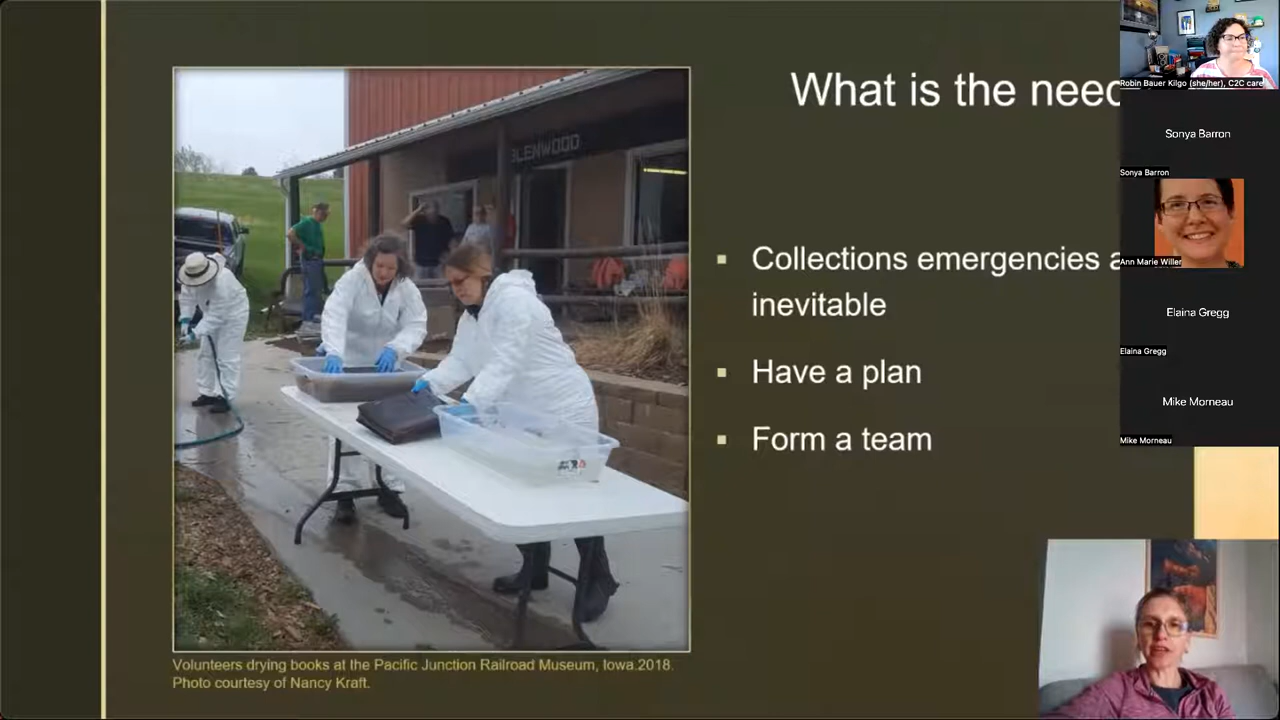 What is the need
Collections emergencies a
inevitable
Have a plan
Form a team
GLENWOOD
Volunteers drying books at the Pacific Junction Railroad Museum, Iowa.2018.
Photo courtesy of Nancy Kraft.
Robin Bauer Kilgo (she/her), C2C care
Sonya Barron
Sonya Barron
Ann Marie Willer
Elaina Gregg
Elaina Gregg
Mike Morneau
Mike Morneau